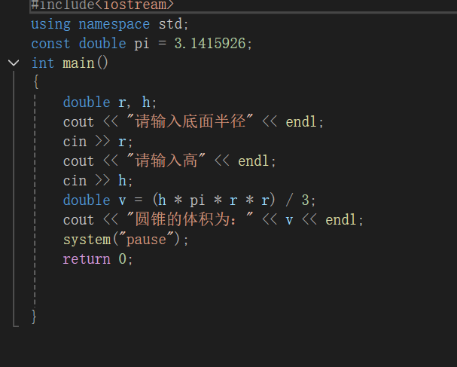 #include<iostream>
using namespace std;
const double pi = 3.1415926;
int main()
{
double r, h;
cout << "请输入底面半径" << endl;
cin >> r;
cout << "请输入高" << endl;
cin >> h;
double v = (h * pi * r * r) / 3;
cout << "圆锥的体积为：" << v << endl;
system("pause");
return 0;
}